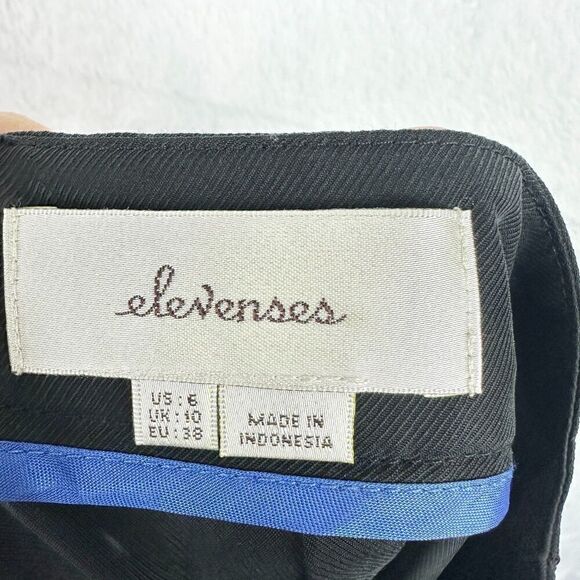 elevenses
US : 6
UK : 10
EU : 38
MADE IN
INDONESIA